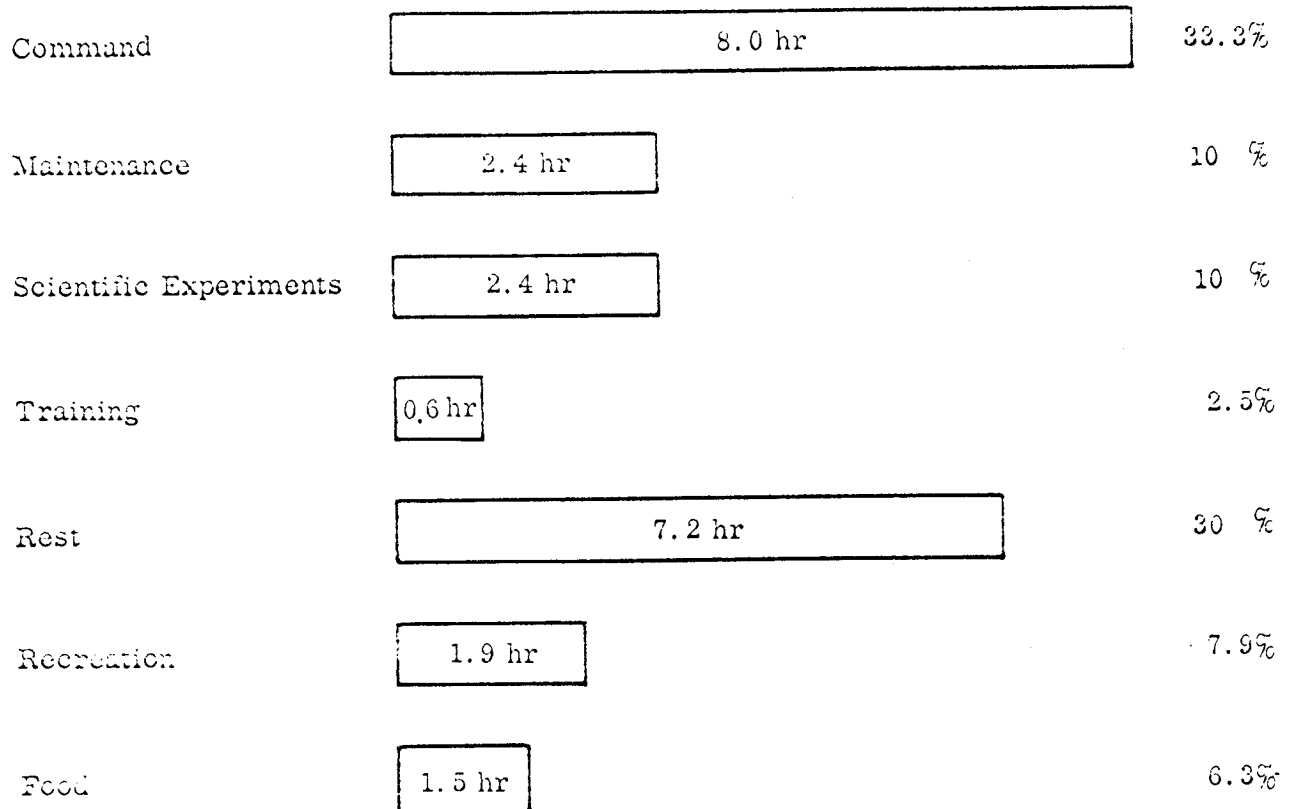 Command 8.0 hr 33.3%
Maintenance 2.4 hr 10 %
Scientific Experiments 2.4 hr 10 %
Training 0.6 hr 2.5%
Rest 7.2 hr 30 %
Recreation 1.9 hr 7.9%
Food 1.5 hr 6.3%